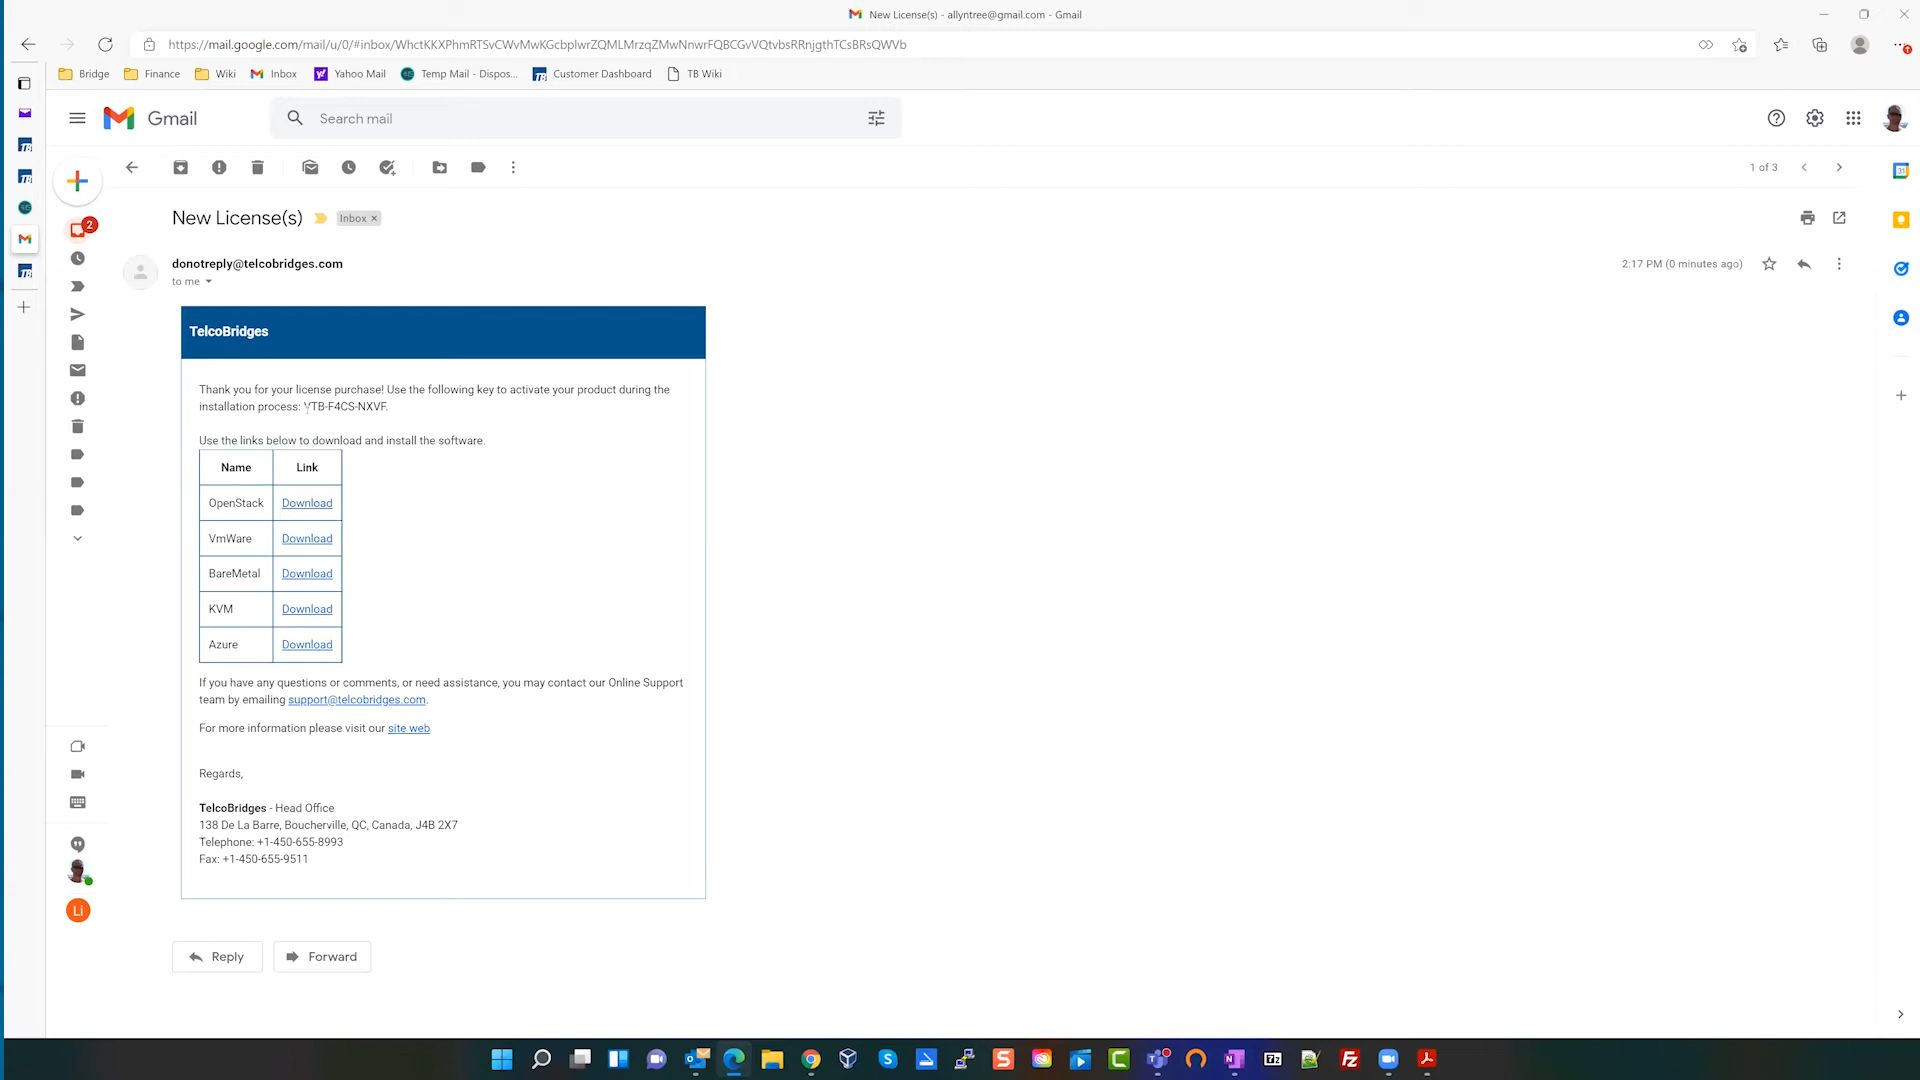 New License(s) - allyntree@gmail.com - Gmail
https://mail.google.com/mail/u/0/#inbox/WhctKKXPhmRTSvCWvMwKGcbplwrZQMLMrzqZMwNnwrFQBCGvVQtvbsRRnjgthTCsBRsQWVb
Bridge Finance Wiki Inbox Yahoo Mail Temp Mail - Dispos... Customer Dashboard TB Wiki
Gmail
Search mail
1 of 3
2
New License(s) Inbox ×
donotreply@telcobridges.com
2:17 PM (0 minutes ago)
to me
TelcoBridges
Thank you for your license purchase! Use the following key to activate your product during the
installation process: YTB-F4CS-NXVF.
Use the links below to download and install the software.
Name Link
OpenStack Download
VmWare Download
BareMetal Download
KVM Download
Azure Download
If you have any questions or comments, or need assistance, you may contact our Online Support
team by emailing support@telcobridges.com.
For more information please visit our site web
Regards,
TelcoBridges - Head Office
138 De La Barre, Boucherville, QC, Canada, J4B 2X7
Telephone: +1-450-655-8993
Fax: +1-450-655-9511
Li
Reply Forward